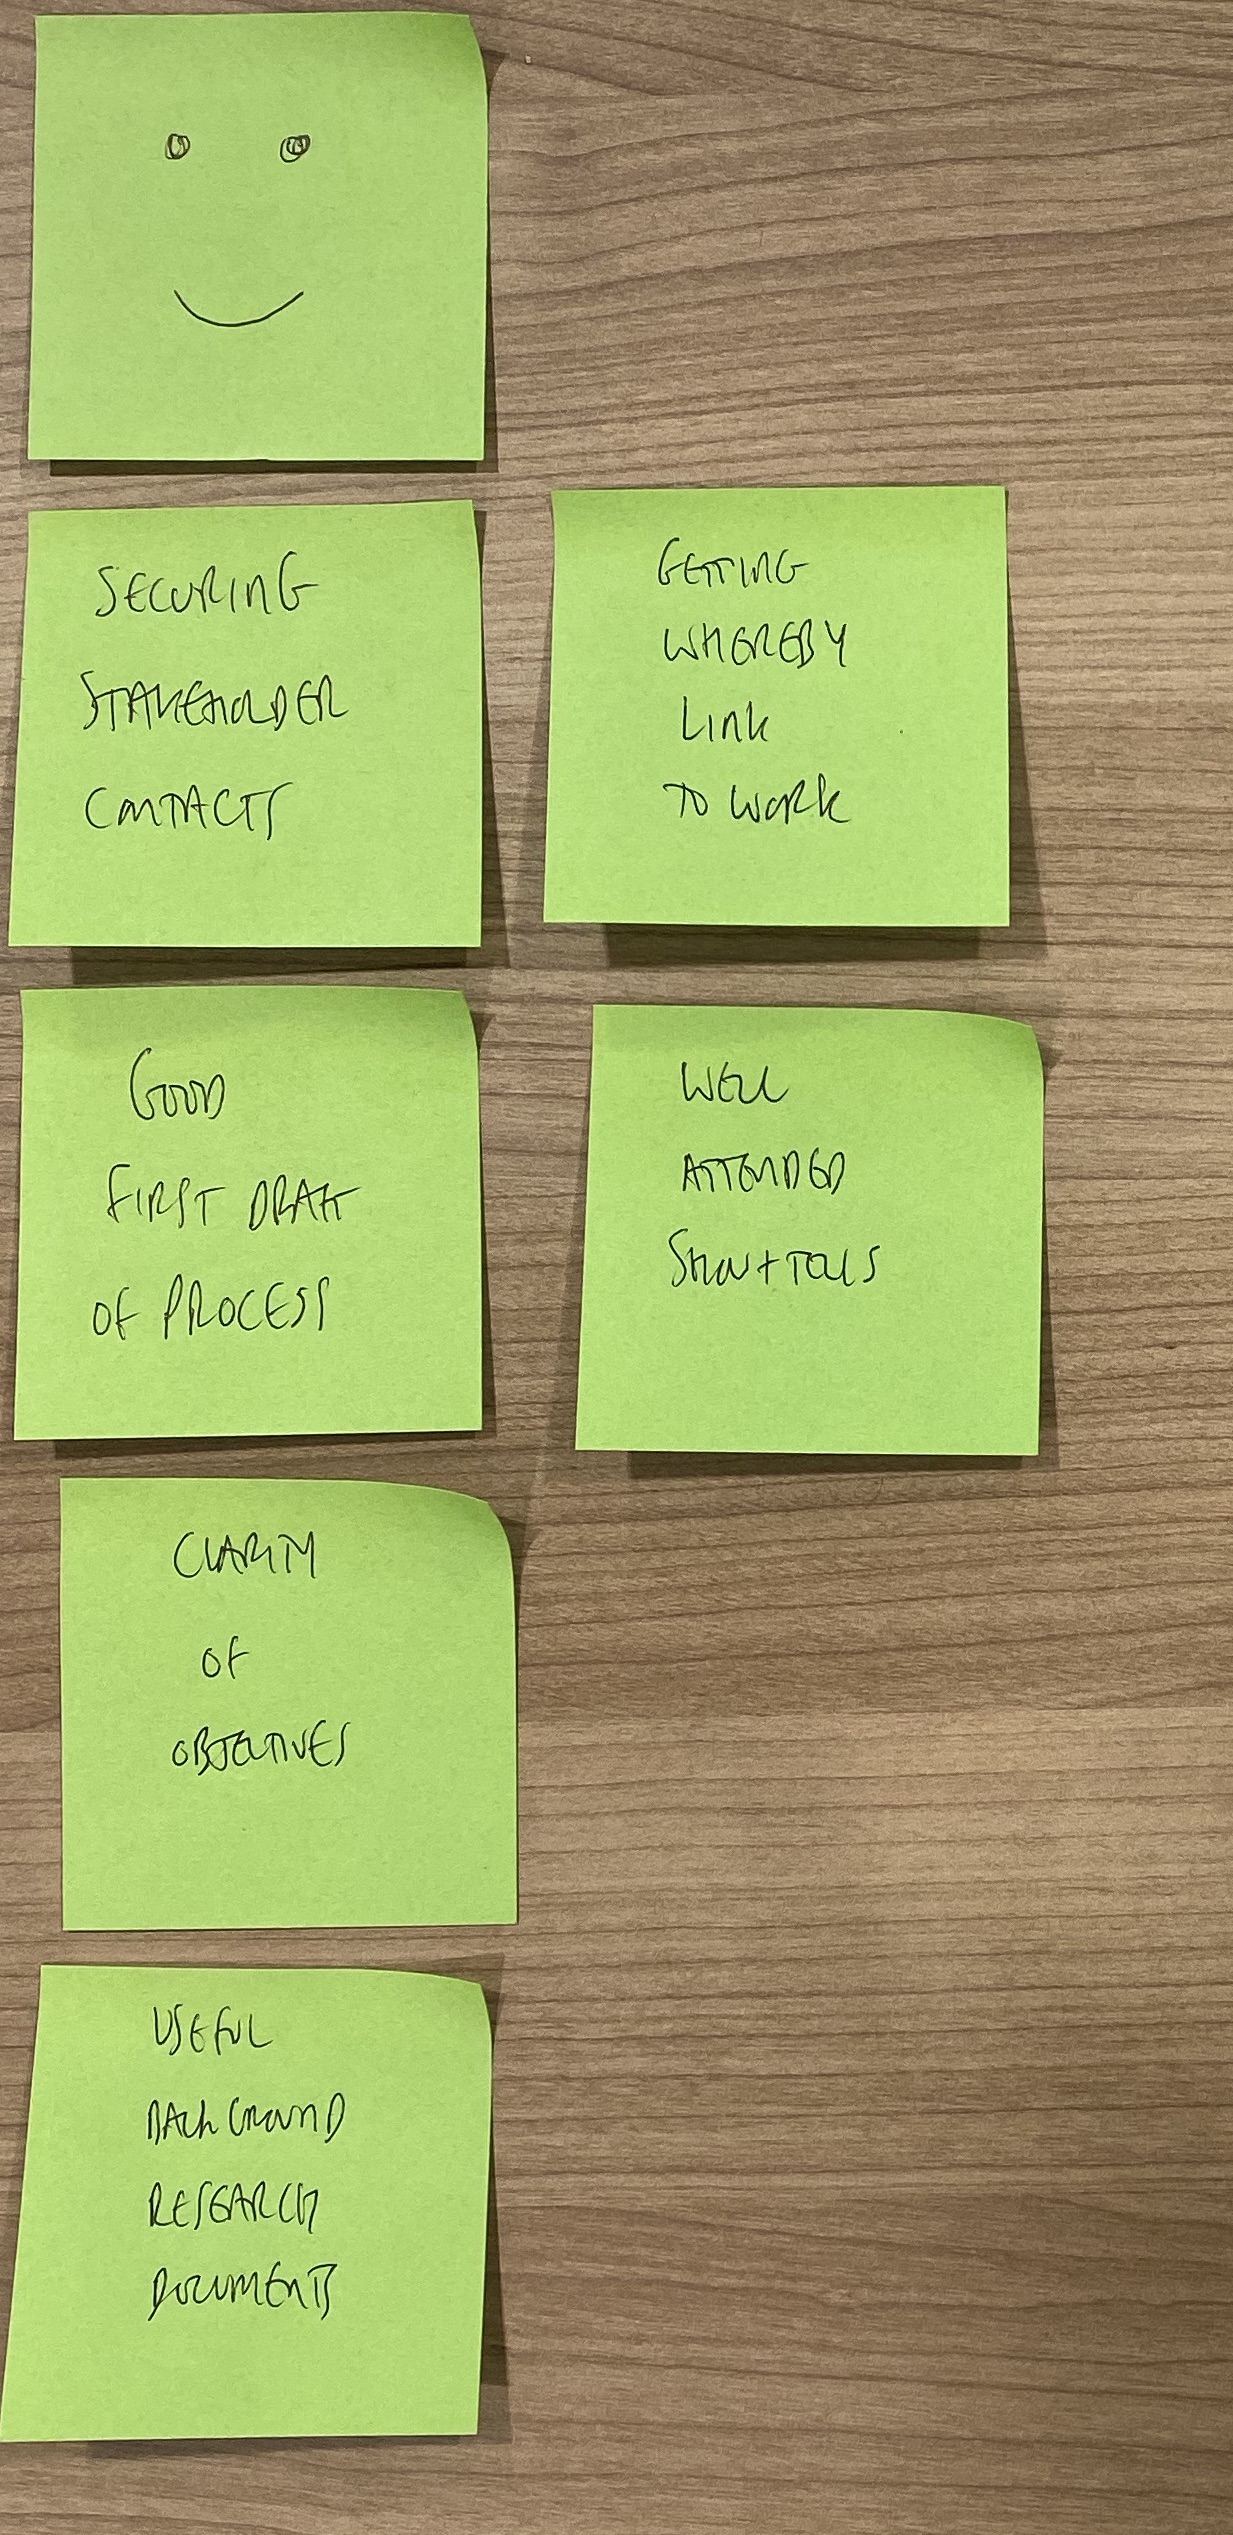 SECURING
STAKEHOLDER
CONTACTS
GETTING
WHEREBY
LINK
TO WORK
GOOD
FIRST DRAFT
OF PROCESS
WELL
ATTENDED
SHOW + TELLS
CLARITY
OF
OBJECTIVES
USEFUL
BACKGROUND
RESEARCH
DOCUMENTS